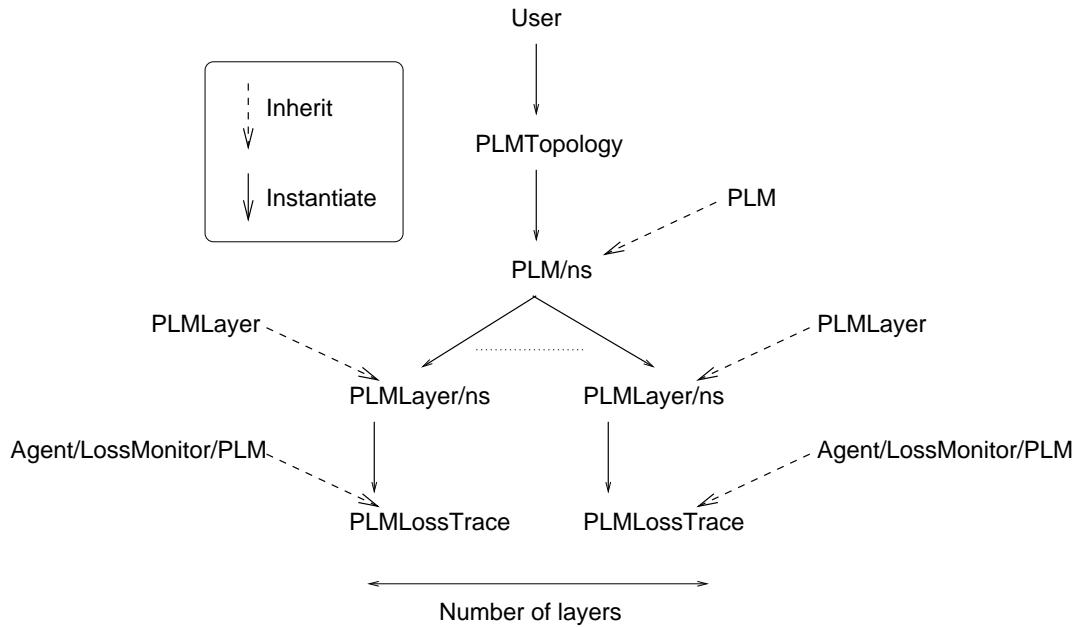 User
Inherit
PLMTopology
Instantiate
PLM
PLM/ns
PLMLayer
PLMLayer
PLMLayer/ns
PLMLayer/ns
Agent/LossMonitor/PLM
Agent/LossMonitor/PLM
PLMLossTrace
PLMLossTrace
Number of layers